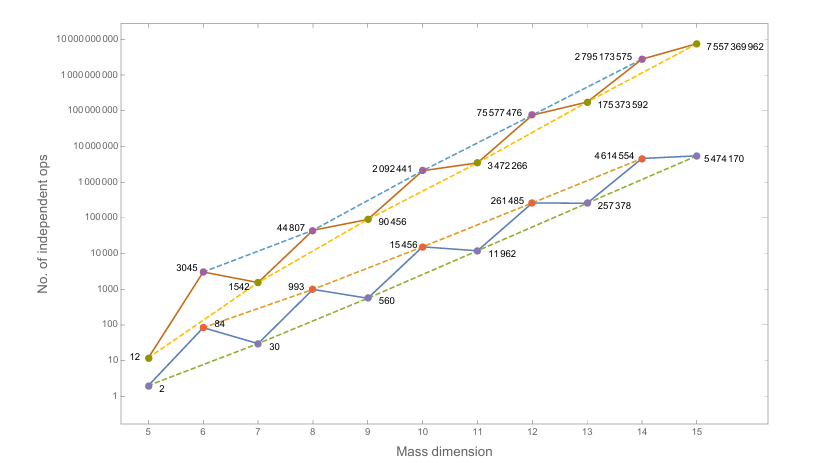 10 000 000 000
1 000 000 000
100 000 000
10 000 000
1 000 000
100 000
10 000
1000
100
10
1
No. of independent ops
2 795 173 575
7 557 369 962
75 577 476
175 373 592
2 092 441
3 472 266
4 614 554
5 474 170
44 807
90 456
261 485
257 378
3045
1542
993
15 456
11 962
84
560
12
30
2
5 6 7 8 9 10 11 12 13 14 15
Mass dimension